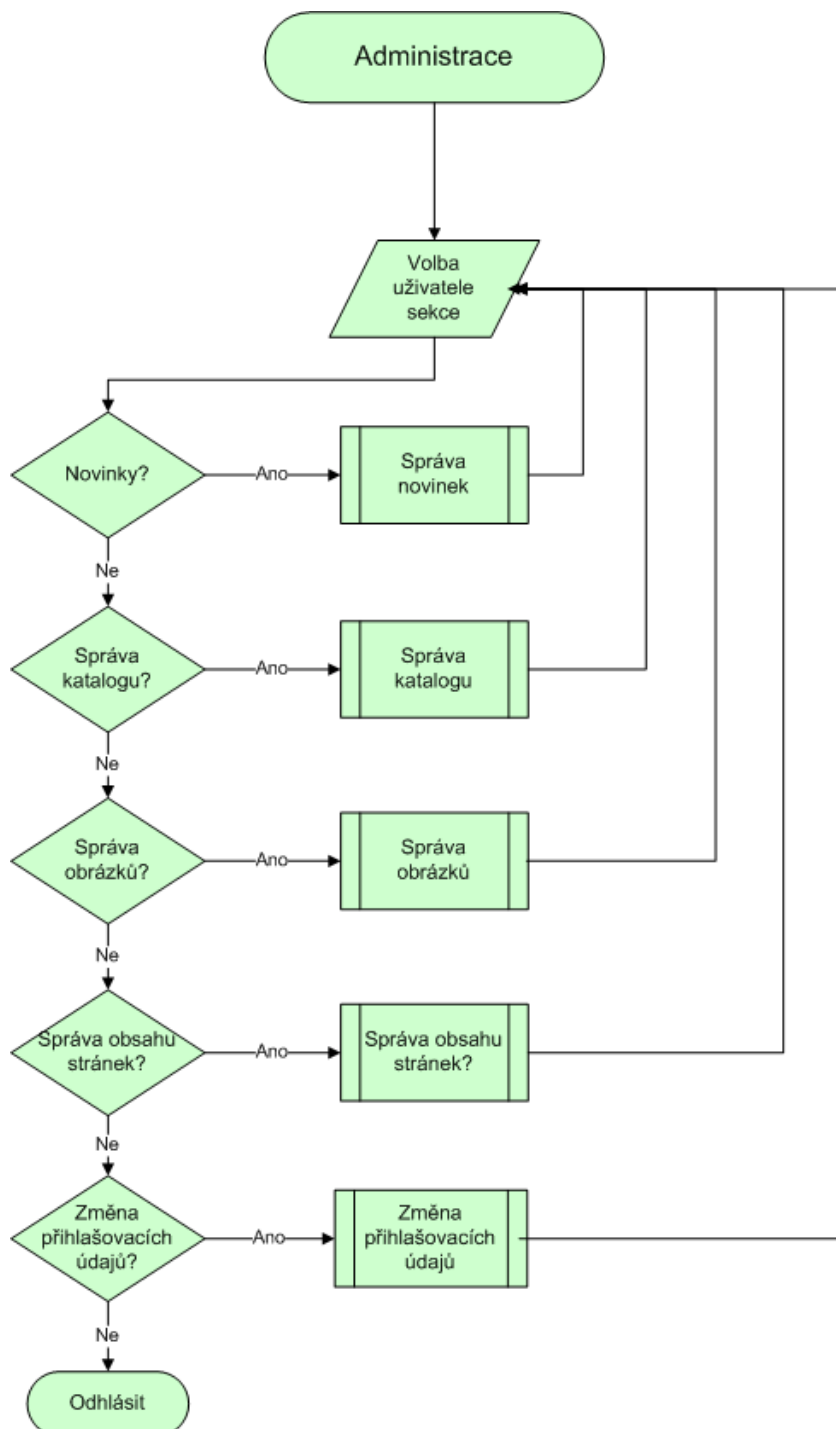 Administrace
Volba
uživatele
sekce
Novinky?
Ano
Správa
novinek
Ne
Správa
katalogu?
Ano
Správa
katalogu
Ne
Správa
obrázků?
Ano
Správa
obrázků
Ne
Správa obsahu
stránek?
Ano
Správa obsahu
stránek?
Ne
Změna
přihlašovacích
údajů?
Ano
Změna
přihlašovacích
údajů
Ne
Odhlásit